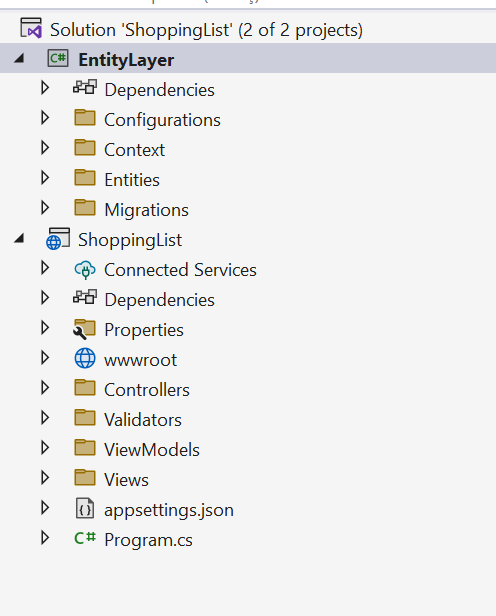 Solution 'ShoppingList' (2 of 2 projects)
C# EntityLayer
Dependencies
Configurations
Context
Entities
Migrations
ShoppingList
Connected Services
Dependencies
Properties
wwwroot
Controllers
Validators
ViewModels
Views
appsettings.json
C# Program.cs